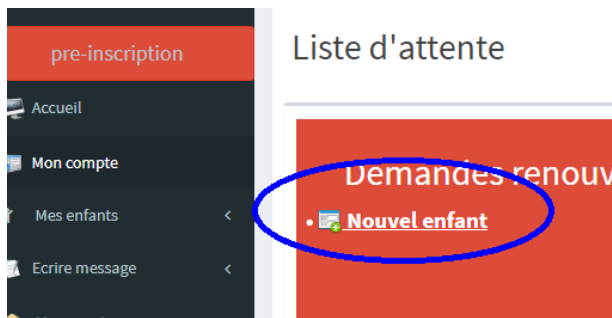 pre-inscription
Accueil
Mon compte
Mes enfants
Ecrire message
Liste d'attente
Demandes renouv
• Nouvel enfant